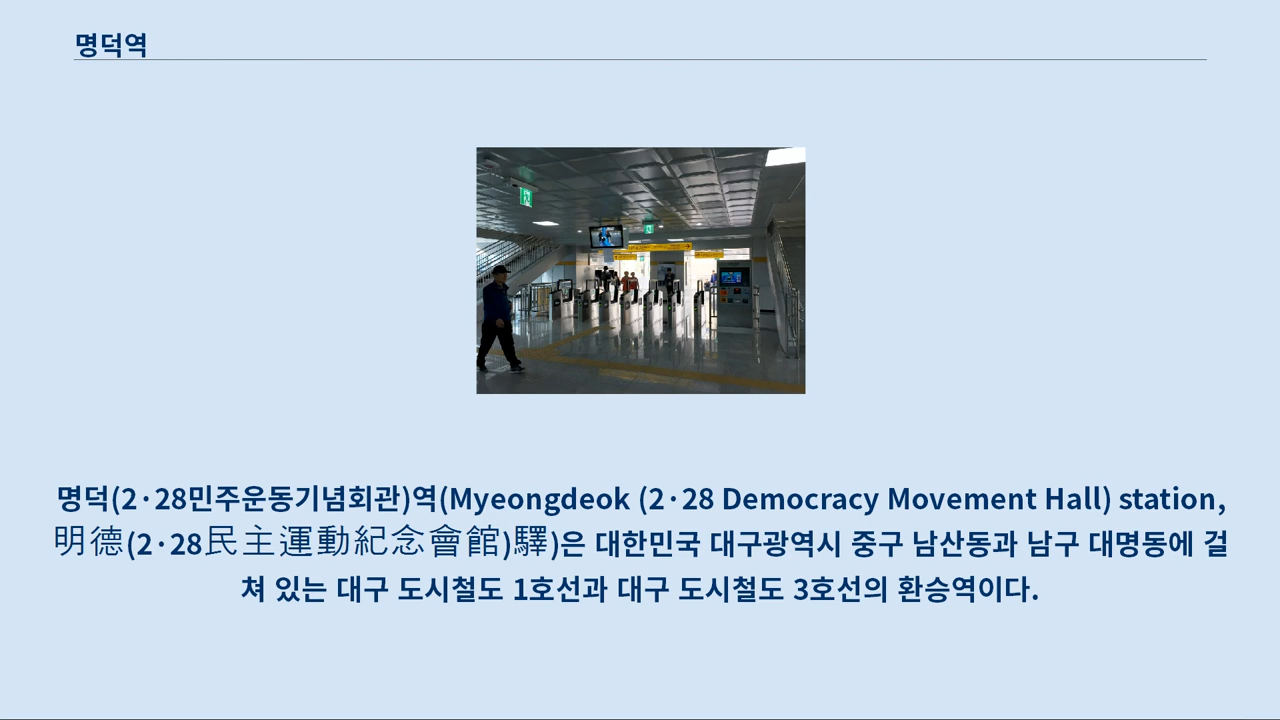 명덕역
명덕(2·28민주운동기념회관)역(Myeongdeok (2·28 Democracy Movement Hall) station,
明德(2·28民主運動紀念會館)驛)은 대한민국 대구광역시 중구 남산동과 남구 대명동에 걸
쳐 있는 대구 도시철도 1호선과 대구 도시철도 3호선의 환승역이다.